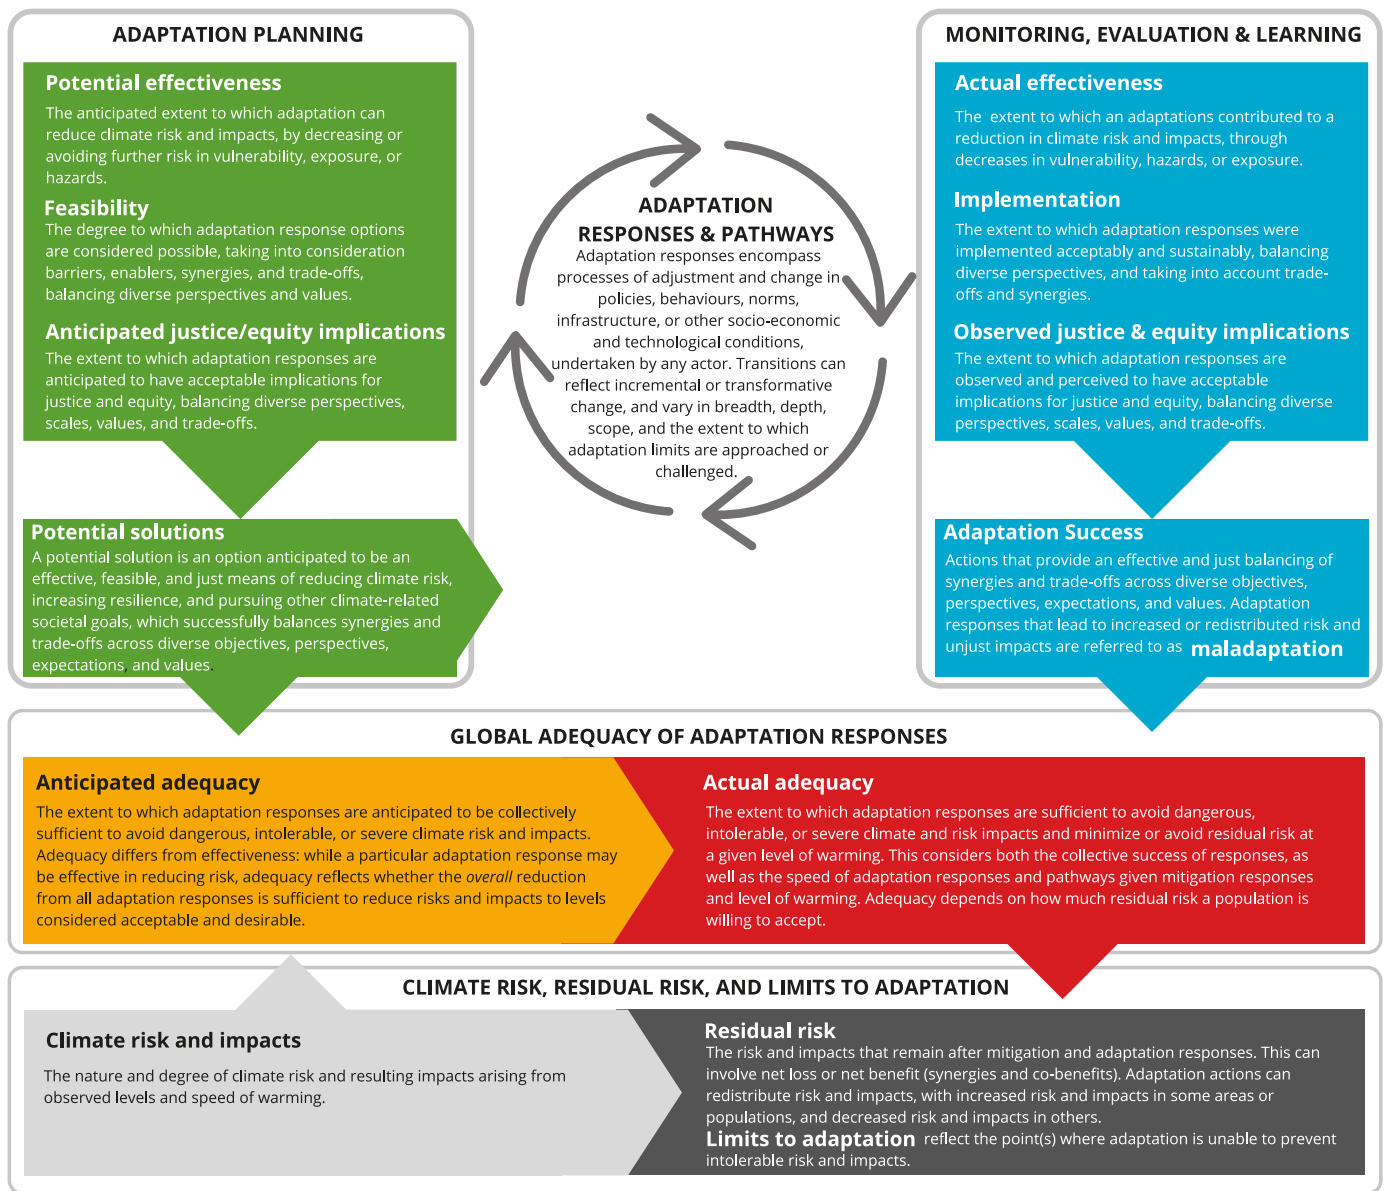 ADAPTATION PLANNING
Potential effectiveness
The anticipated extent to which adaptation can
reduce climate risk and impacts, by decreasing or
avoiding further risk in vulnerability, exposure, or
hazards.
Feasibility
The degree to which adaptation response options
are considered possible, taking into consideration
barriers, enablers, synergies, and trade-offs,
balancing diverse perspectives and values.
Anticipated justice/equity implications
The extent to which adaptation responses are
anticipated to have acceptable implications for
justice and equity, balancing diverse perspectives,
scales, values, and trade-offs.
Potential solutions
A potential solution is an option anticipated to be an
effective, feasible, and just means of reducing climate risk,
increasing resilience, and pursuing other climate-related
societal goals, which successfully balances synergies and
trade-offs across diverse objectives, perspectives,
expectations, and values.
ADAPTATION
RESPONSES & PATHWAYS
Adaptation responses encompass
processes of adjustment and change in
policies, behaviours, norms,
infrastructure, or other socio-economic
and technological conditions,
undertaken by any actor. Transitions can
reflect incremental or transformative
change, and vary in breadth, depth,
scope, and the extent to which
adaptation limits are approached or
challenged.
MONITORING, EVALUATION & LEARNING
Actual effectiveness
The extent to which an adaptations contributed to a
reduction in climate risk and impacts, through
decreases in vulnerability, hazards, or exposure.
Implementation
The extent to which adaptation responses were
implemented acceptably and sustainably, balancing
diverse perspectives, and taking into account trade-
offs and synergies.
Observed justice & equity implications
The extent to which adaptation responses are
observed and perceived to have acceptable
implications for justice and equity, balancing diverse
perspectives, scales, values, and trade-offs.
Adaptation Success
Actions that provide an effective and just balancing of
synergies and trade-offs across diverse objectives,
perspectives, expectations, and values. Adaptation
responses that lead to increased or redistributed risk and
unjust impacts are referred to as maladaptation
GLOBAL ADEQUACY OF ADAPTATION RESPONSES
Anticipated adequacy
The extent to which adaptation responses are anticipated to be collectively
sufficient to avoid dangerous, intolerable, or severe climate risk and impacts.
Adequacy differs from effectiveness: while a particular adaptation response may
be effective in reducing risk, adequacy reflects whether the overall reduction
from all adaptation responses is sufficient to reduce risks and impacts to levels
considered acceptable and desirable.
Actual adequacy
The extent to which adaptation responses are sufficient to avoid dangerous,
intolerable, or severe climate and risk impacts and minimize or avoid residual risk at
a given level of warming. This considers both the collective success of responses, as
well as the speed of adaptation responses and pathways given mitigation responses
and level of warming. Adequacy depends on how much residual risk a population is
willing to accept.
CLIMATE RISK, RESIDUAL RISK, AND LIMITS TO ADAPTATION
Climate risk and impacts
The nature and degree of climate risk and resulting impacts arising from
observed levels and speed of warming.
Residual risk
The risk and impacts that remain after mitigation and adaptation responses. This can
involve net loss or net benefit (synergies and co-benefits). Adaptation actions can
redistribute risk and impacts, with increased risk and impacts in some areas or
populations, and decreased risk and impacts in others.
Limits to adaptation reflect the point(s) where adaptation is unable to prevent
intolerable risk and impacts.